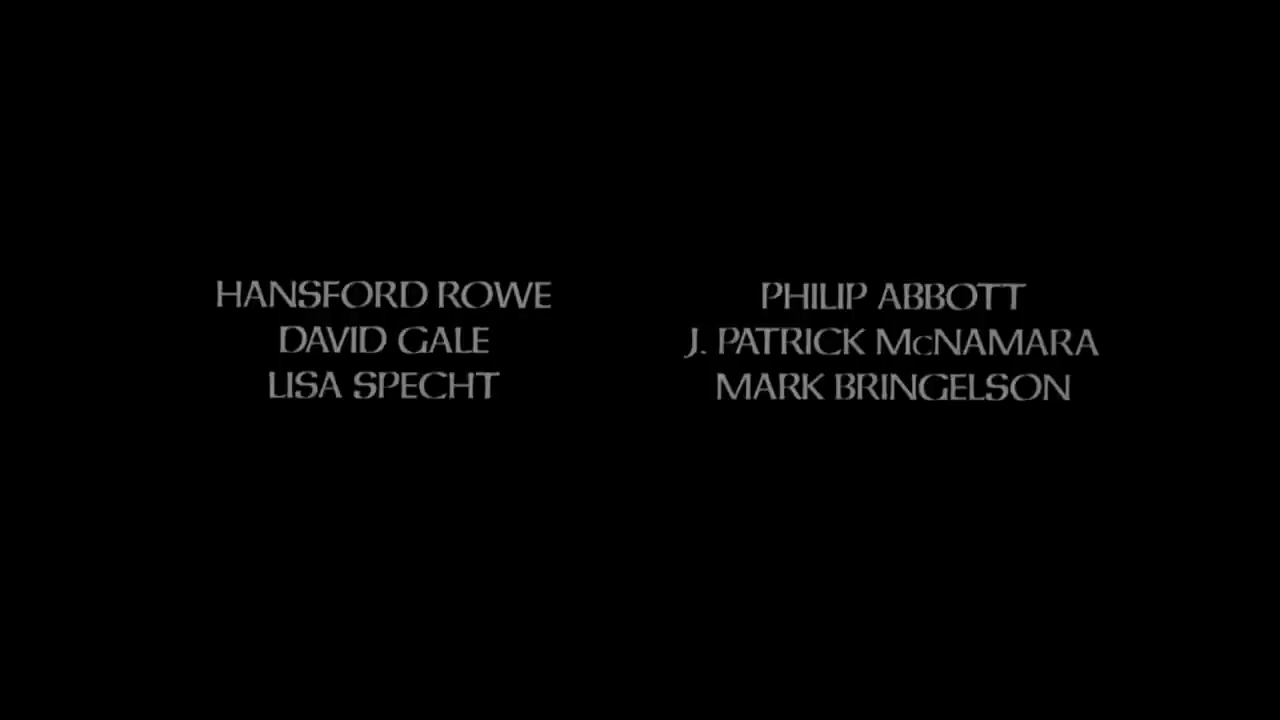 HANSFORD ROWE
DAVID GALE
LISA SPECHT
PHILIP ABBOTT
J. PATRICK McNAMARA
MARK BRINGELSON